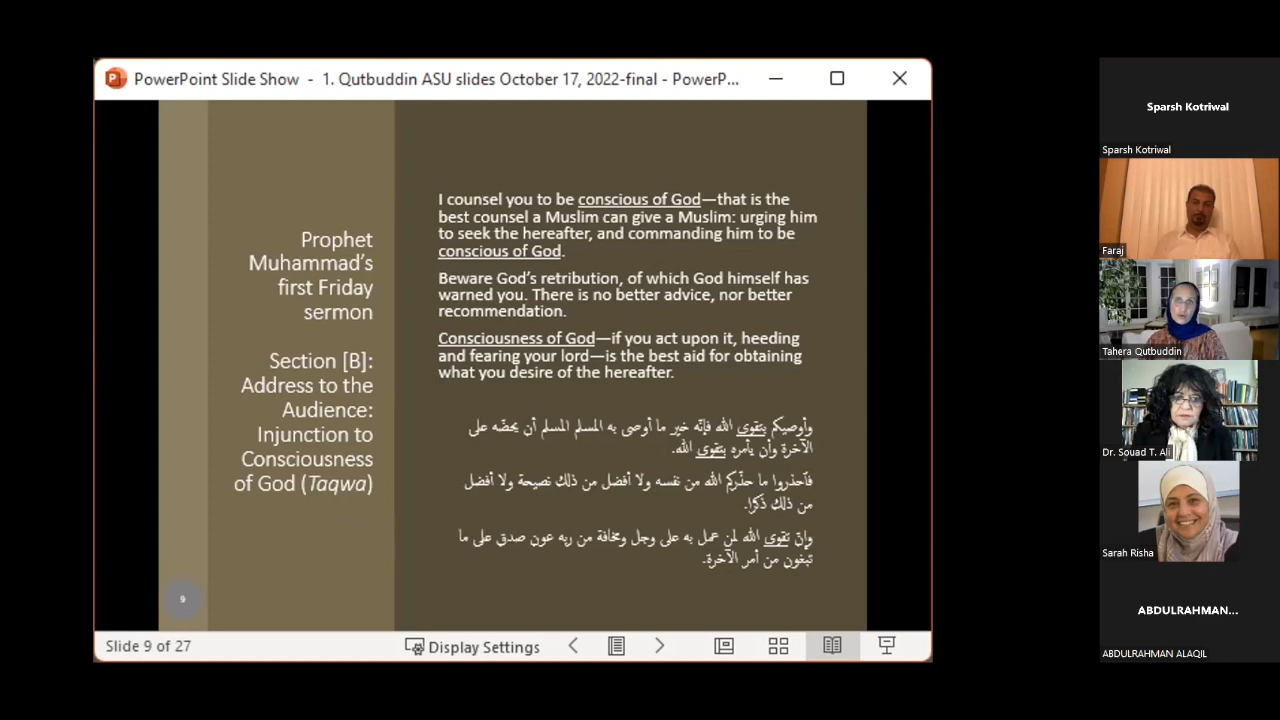 PowerPoint Slide Show - 1. Qutbuddin ASU slides October 17, 2022-final - PowerP...
Prophet
Muhammad's
first Friday
sermon
Section [B]:
Address to the
Audience:
Injunction to
Consciousness
of God (Taqwa)
I counsel you to be conscious of God—that is the
best counsel a Muslim can give a Muslim: urging him
to seek the hereafter, and commanding him to be
conscious of God.
Beware God's retribution, of which God himself has
warned you. There is no better advice, nor better
recommendation.
Consciousness of God—if you act upon it, heeding
and fearing your lord—is the best aid for obtaining
what you desire of the hereafter.
وأوصيكم بتقوى الله فإنّه خير ما أوصى به المسلم المسلم أن يحضّه على
الآخرة وأن يأمره بتقوى الله.
فاحذروا ما حذّركم الله من نفسه ولا أفضل من ذلك نصيحة ولا أفضل
من ذلك ذكرًا.
وإنّ تقوى الله لمن عمل به على وجل ومخافة من ربه عون صدق على ما
تبغون من أمر الآخرة.
9
Slide 9 of 27
Display Settings
Sparsh Kotriwal
Sparsh Kotriwal
Faraj
Tahera Qutbuddin
Dr. Souad T. Ali
Sarah Risha
ABDULRAHMAN...
ABDULRAHMAN ALAQIL